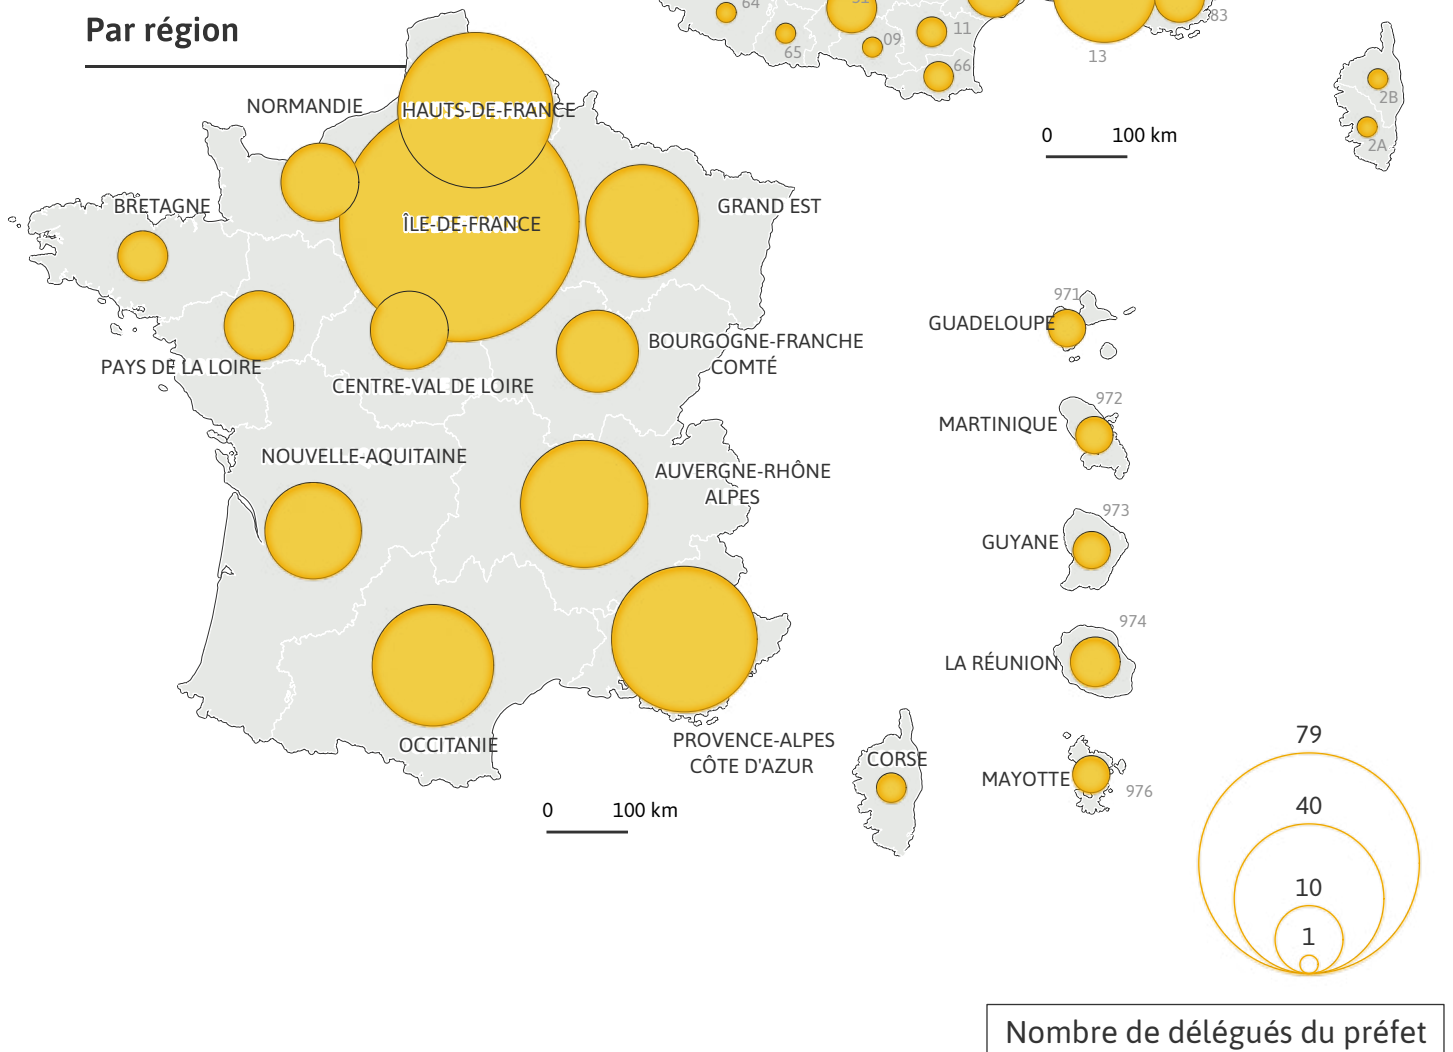 Par région
64
65
31
09
11
66
13
83
2B
2A
0 100 km
NORMANDIE
HAUTS-DE-FRANCE
BRETAGNE
ÎLE-DE-FRANCE
GRAND EST
PAYS DE LA LOIRE
CENTRE-VAL DE LOIRE
BOURGOGNE-FRANCHE
COMTÉ
NOUVELLE-AQUITAINE
AUVERGNE-RHÔNE
ALPES
OCCITANIE
PROVENCE-ALPES
CÔTE D'AZUR
CORSE
0 100 km
971
GUADELOUPE
972
MARTINIQUE
973
GUYANE
974
LA RÉUNION
MAYOTTE
976
79
40
10
1
Nombre de délégués du préfet